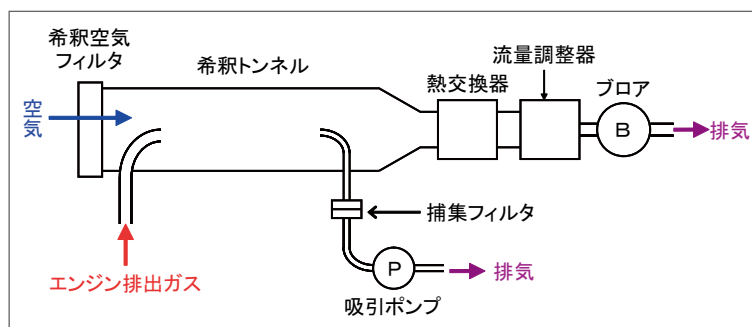 希釈空気
フィルタ
希釈トンネル
流量調整器
熱交換器
ブロア
空気
B
排気
捕集フィルタ
エンジン排出ガス
P
排気
吸引ポンプ